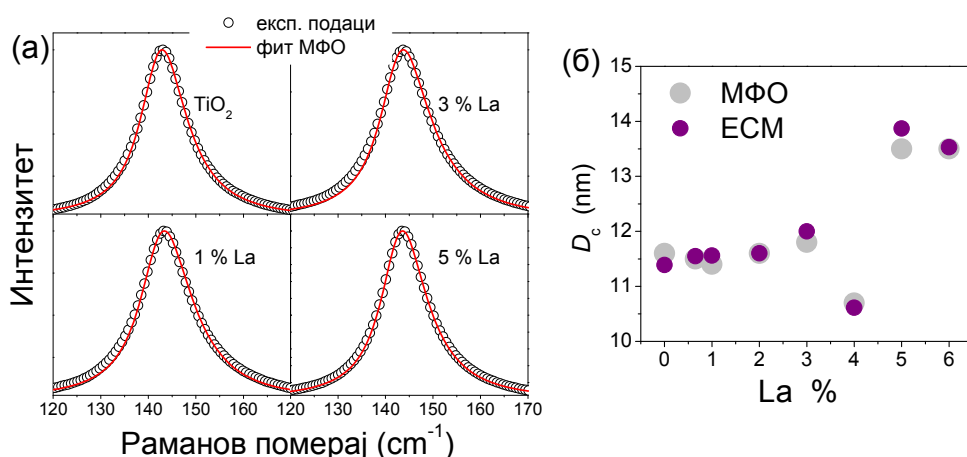 (а)
експ. подаци
фит МФО
TiO₂
3 % La
1 % La
5 % La
Интензитет
120 130 140 150 160 120 130 140 150 160 170
Раманов померај (cm⁻¹)
(б)
МФО
ЕСМ
15
14
13
12
11
10
D_c (nm)
0 1 2 3 4 5 6
La %